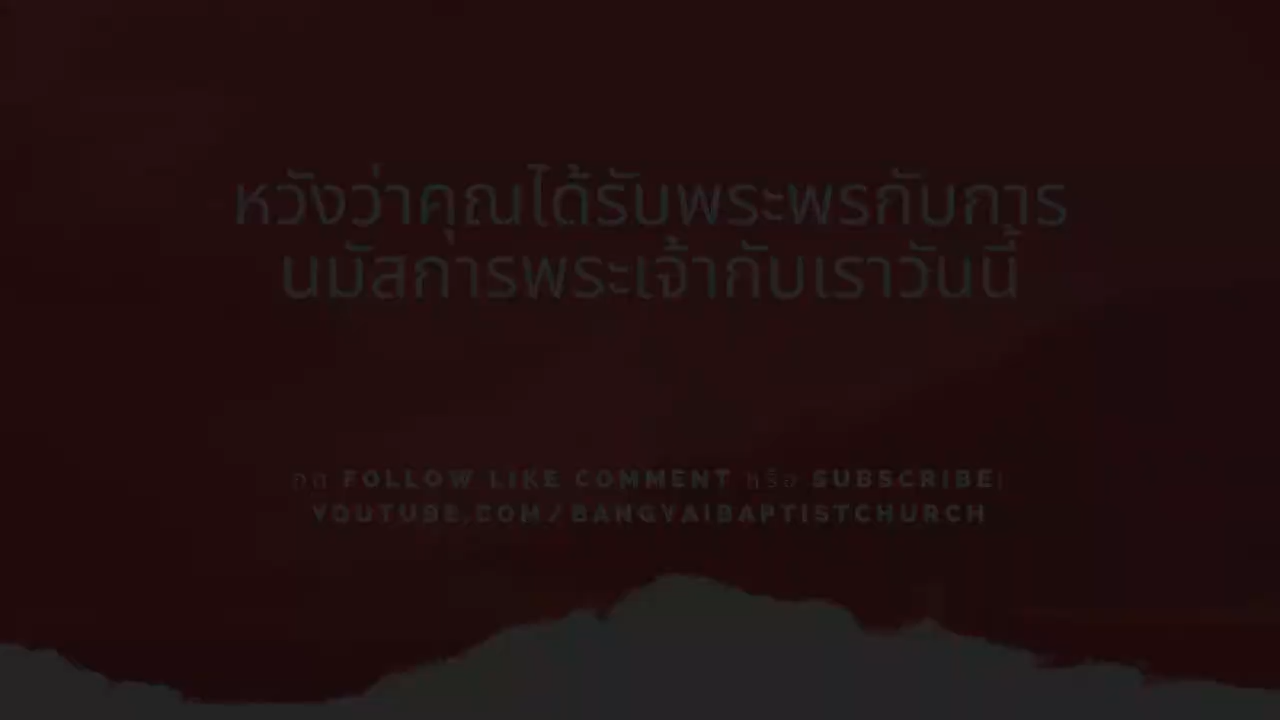 หวังว่าคุณได้รับพระพรกับการ
นมัสการพระเจ้ากับเราวันนี้
กด FOLLOW LIKE COMMENT หรือ SUBSCRIBE
YOUTUBE.COM/BANGYAIBAPTISTCHURCH